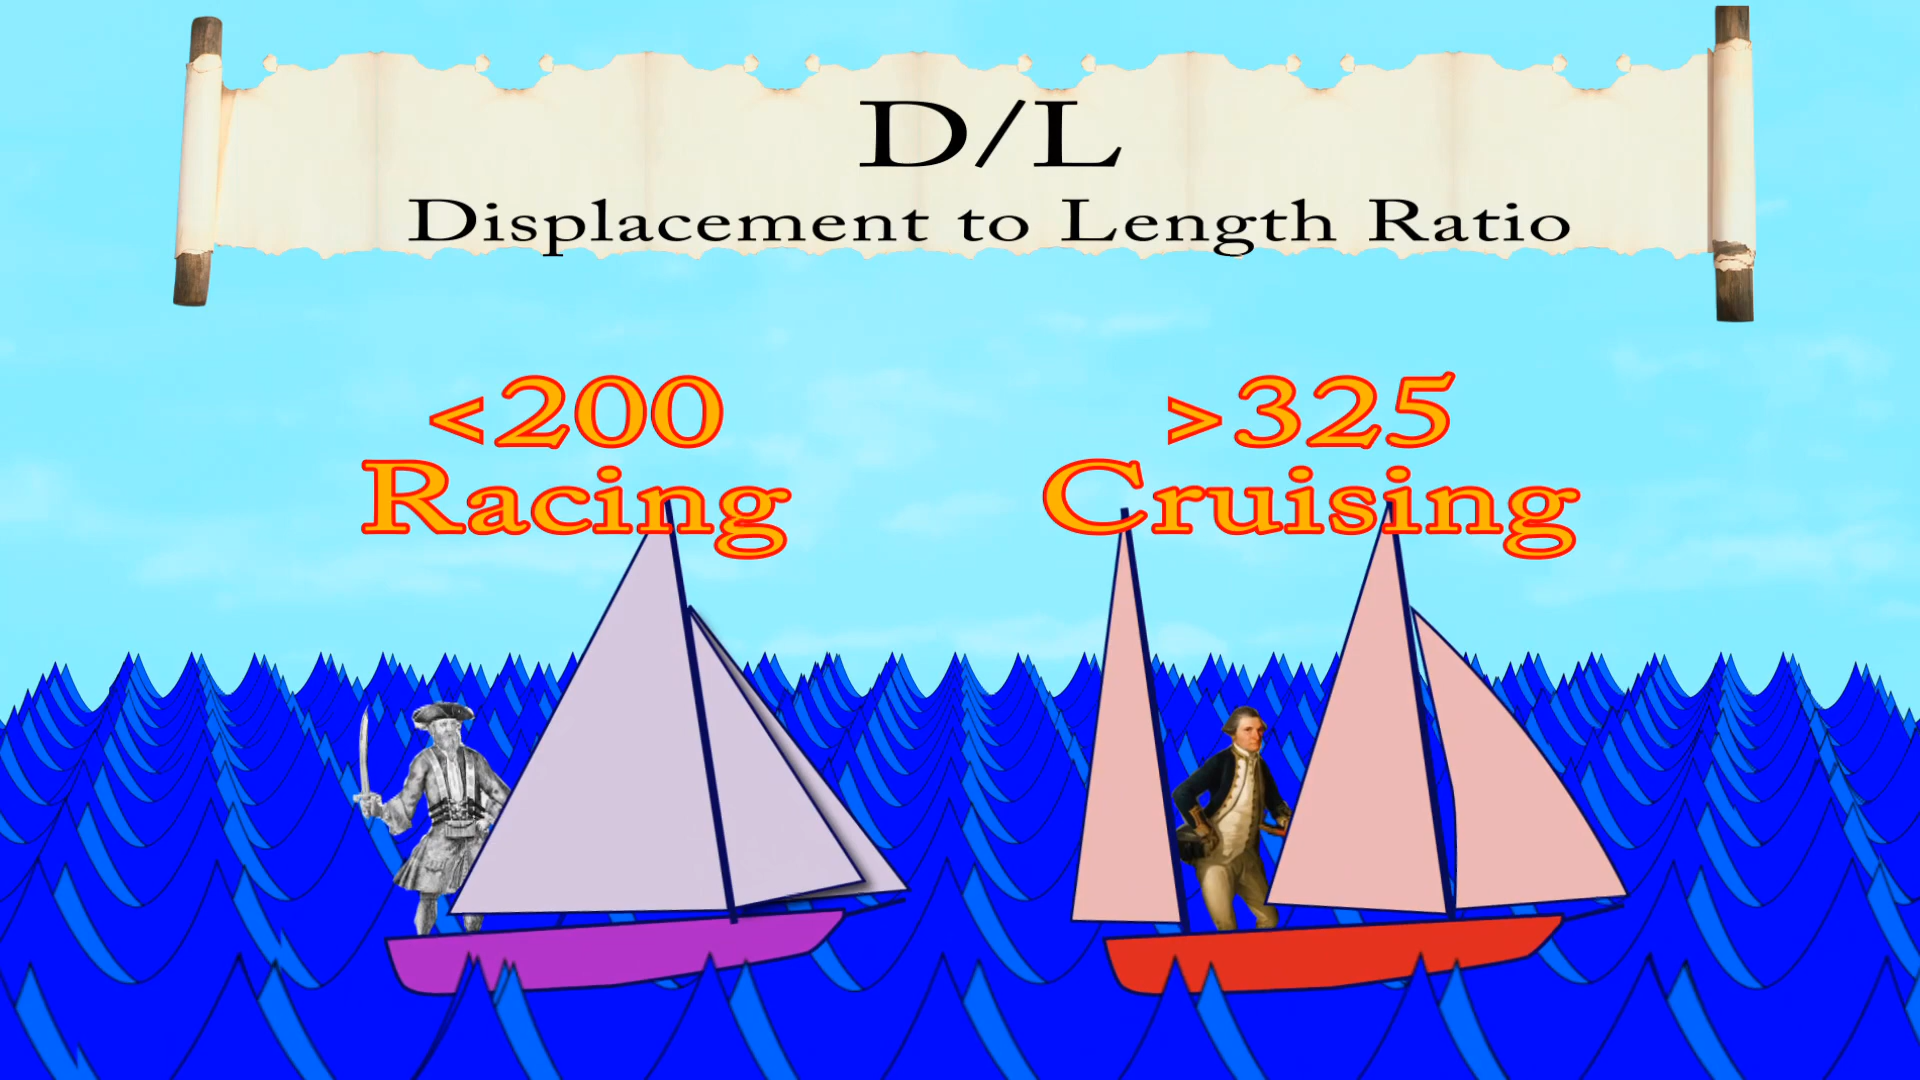 D/L
Displacement to Length Ratio
<200
Racing
>325
Cruising